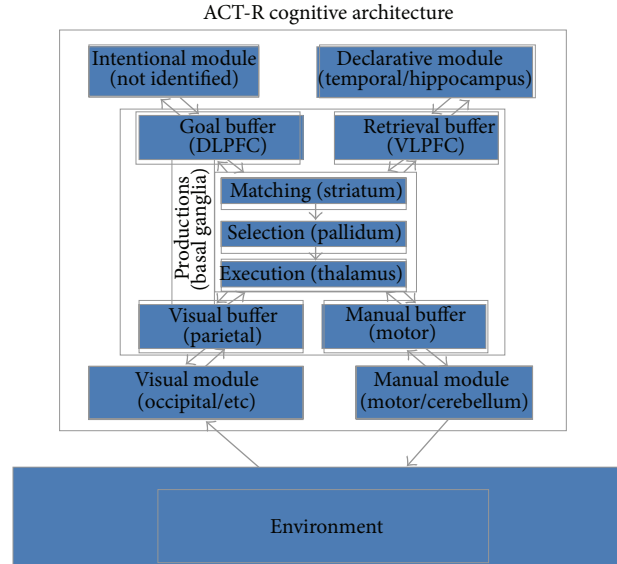 ACT-R cognitive architecture
Intentional module
(not identified)
Declarative module
(temporal/hippocampus)
Goal buffer
(DLPFC)
Retrieval buffer
(VLPFC)
Productions
(basal ganglia)
Matching (striatum)
Selection (pallidum)
Execution (thalamus)
Visual buffer
(parietal)
Manual buffer
(motor)
Visual module
(occipital/etc)
Manual module
(motor/cerebellum)
Environment